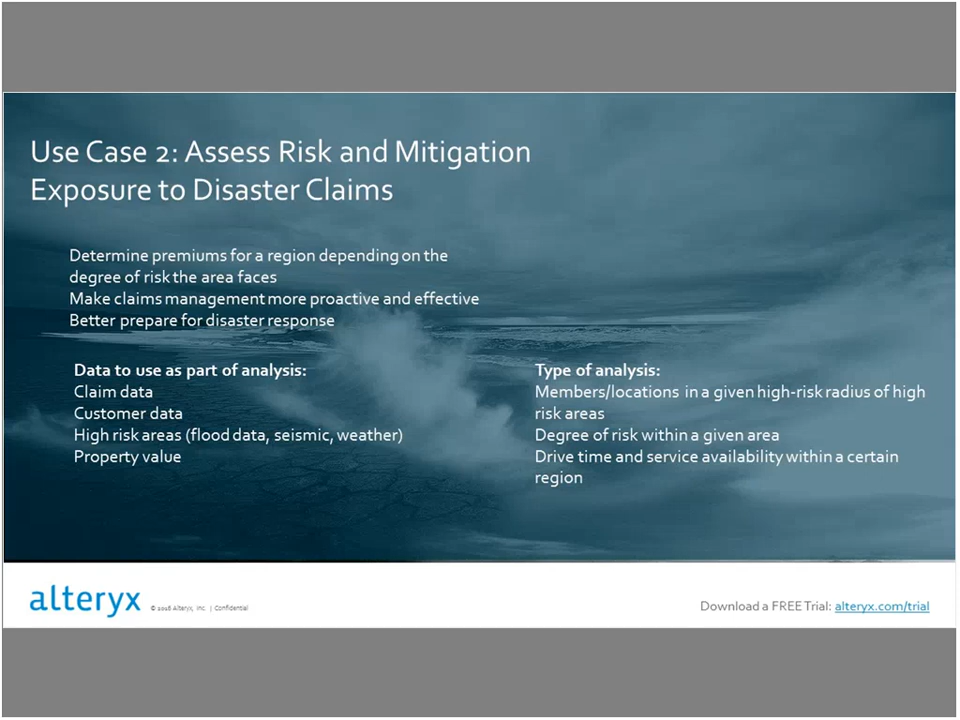 Use Case 2: Assess Risk and Mitigation
Exposure to Disaster Claims
Determine premiums for a region depending on the
degree of risk the area faces
Make claims management more proactive and effective
Better prepare for disaster response
Data to use as part of analysis:
Claim data
Customer data
High risk areas (flood data, seismic, weather)
Property value
Type of analysis:
Members/locations in a given high-risk radius of high
risk areas
Degree of risk within a given area
Drive time and service availability within a certain
region
alteryx
© 2018 Alteryx, Inc. | Confidential
Download a FREE Trial: alteryx.com/trial